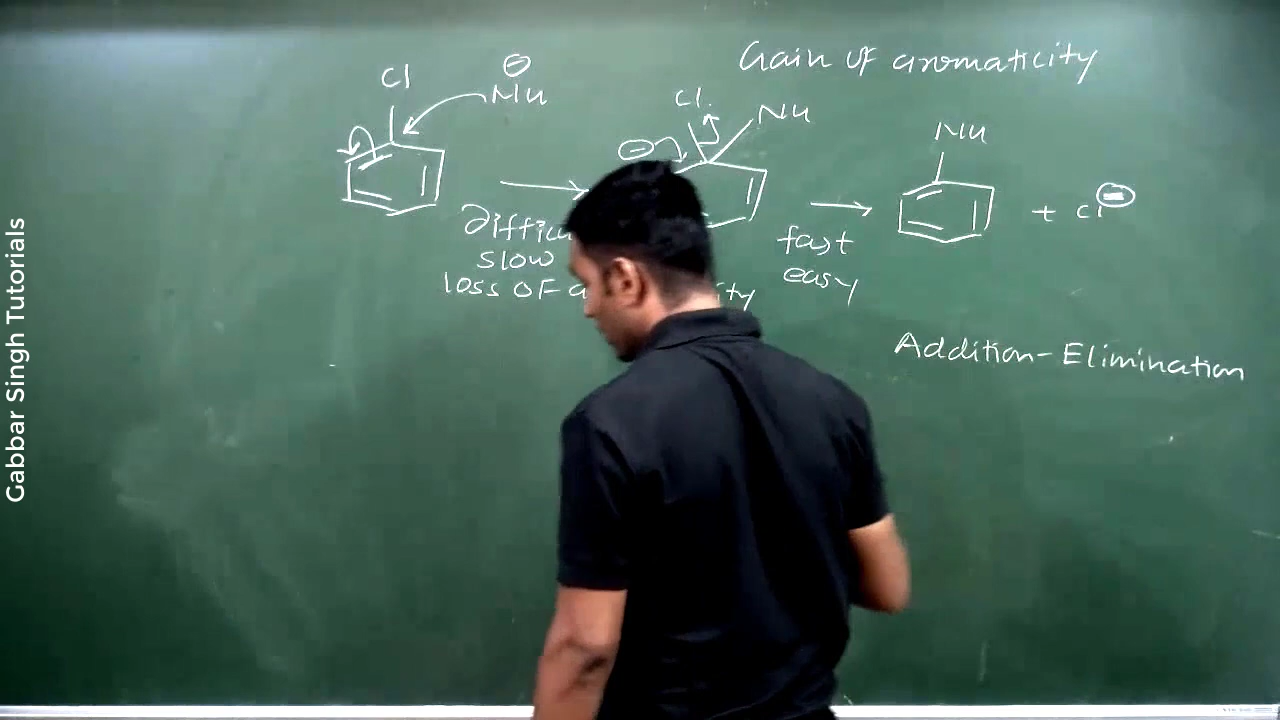 Gain of aromaticity
Cl
⊖
Nu
Cl
Nu
⊖
Nu
+ Cl⊖
slow
loss OF
fast
easy
Addition-Elimination
Gabbar Singh Tutorials